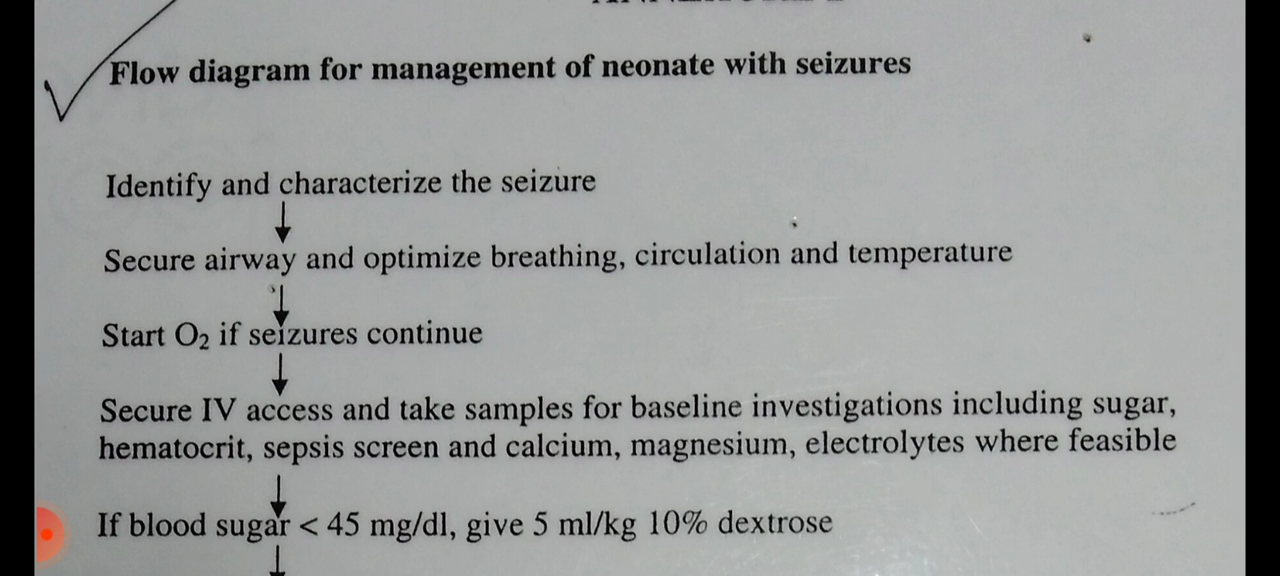 Flow diagram for management of neonate with seizures
Identify and characterize the seizure
Secure airway and optimize breathing, circulation and temperature
Start O₂ if seizures continue
Secure IV access and take samples for baseline investigations including sugar,
hematocrit, sepsis screen and calcium, magnesium, electrolytes where feasible
If blood sugar < 45 mg/dl, give 5 ml/kg 10% dextrose